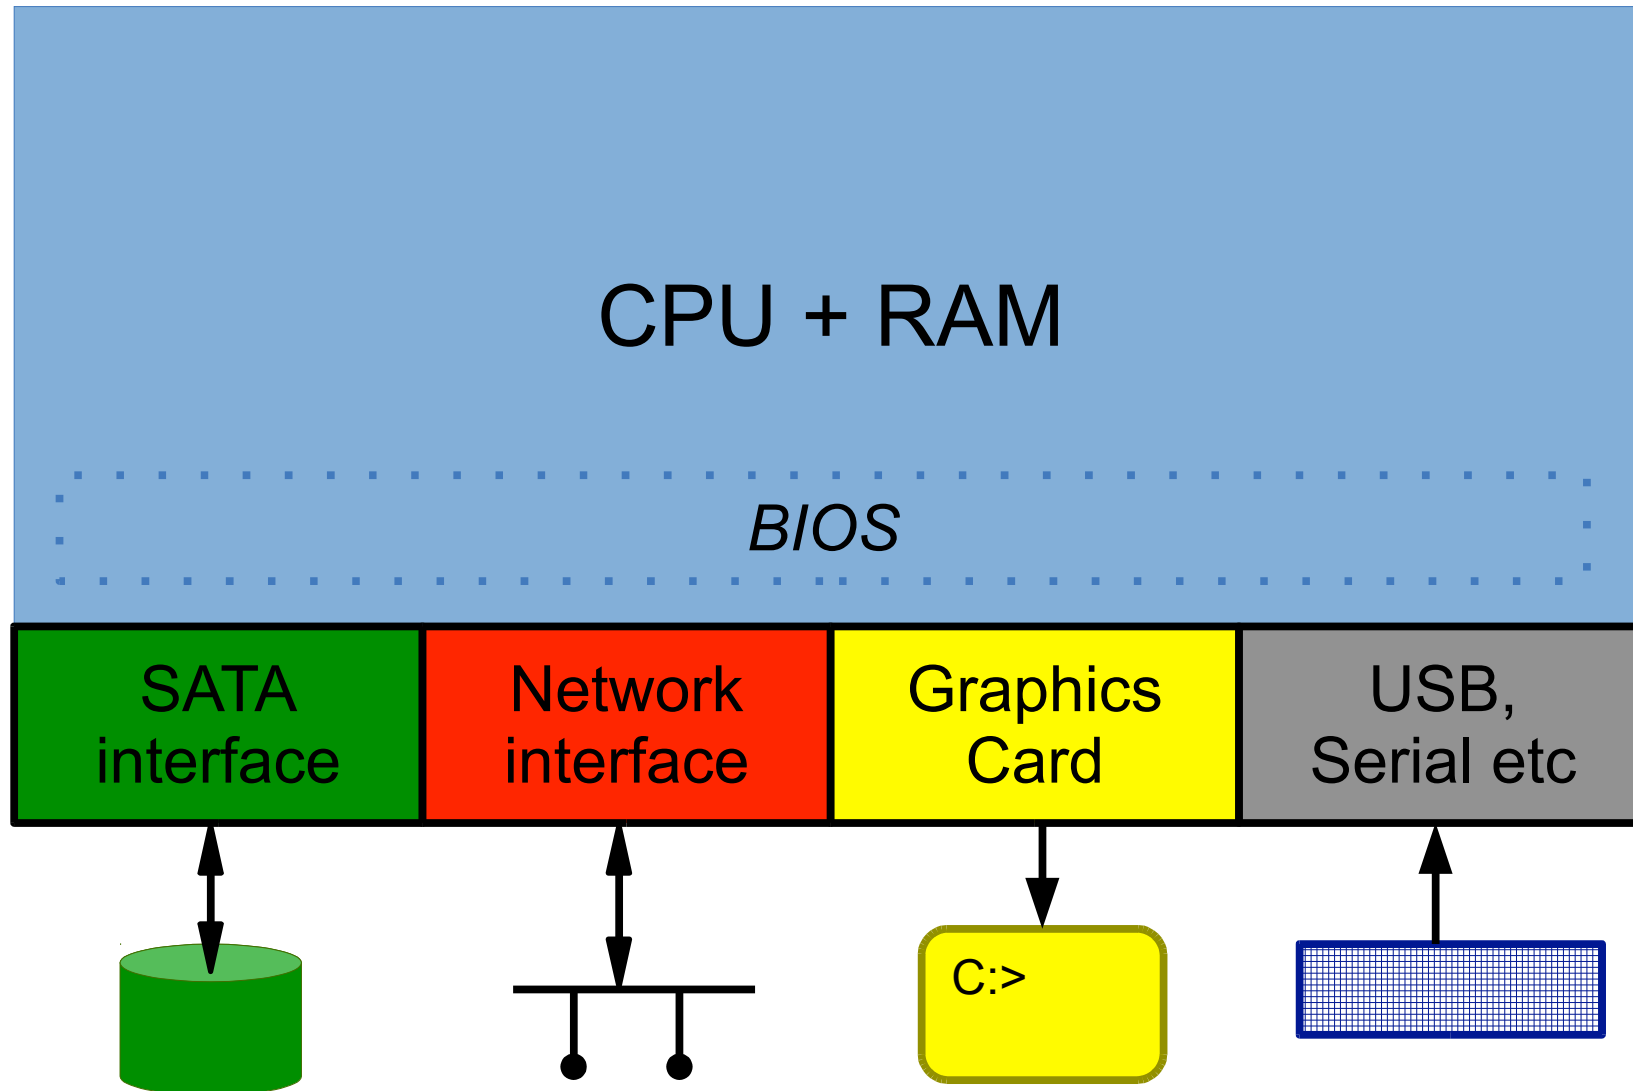 CPU + RAM
BIOS
SATA
interface
Network
interface
Graphics
Card
USB,
Serial etc
C:>